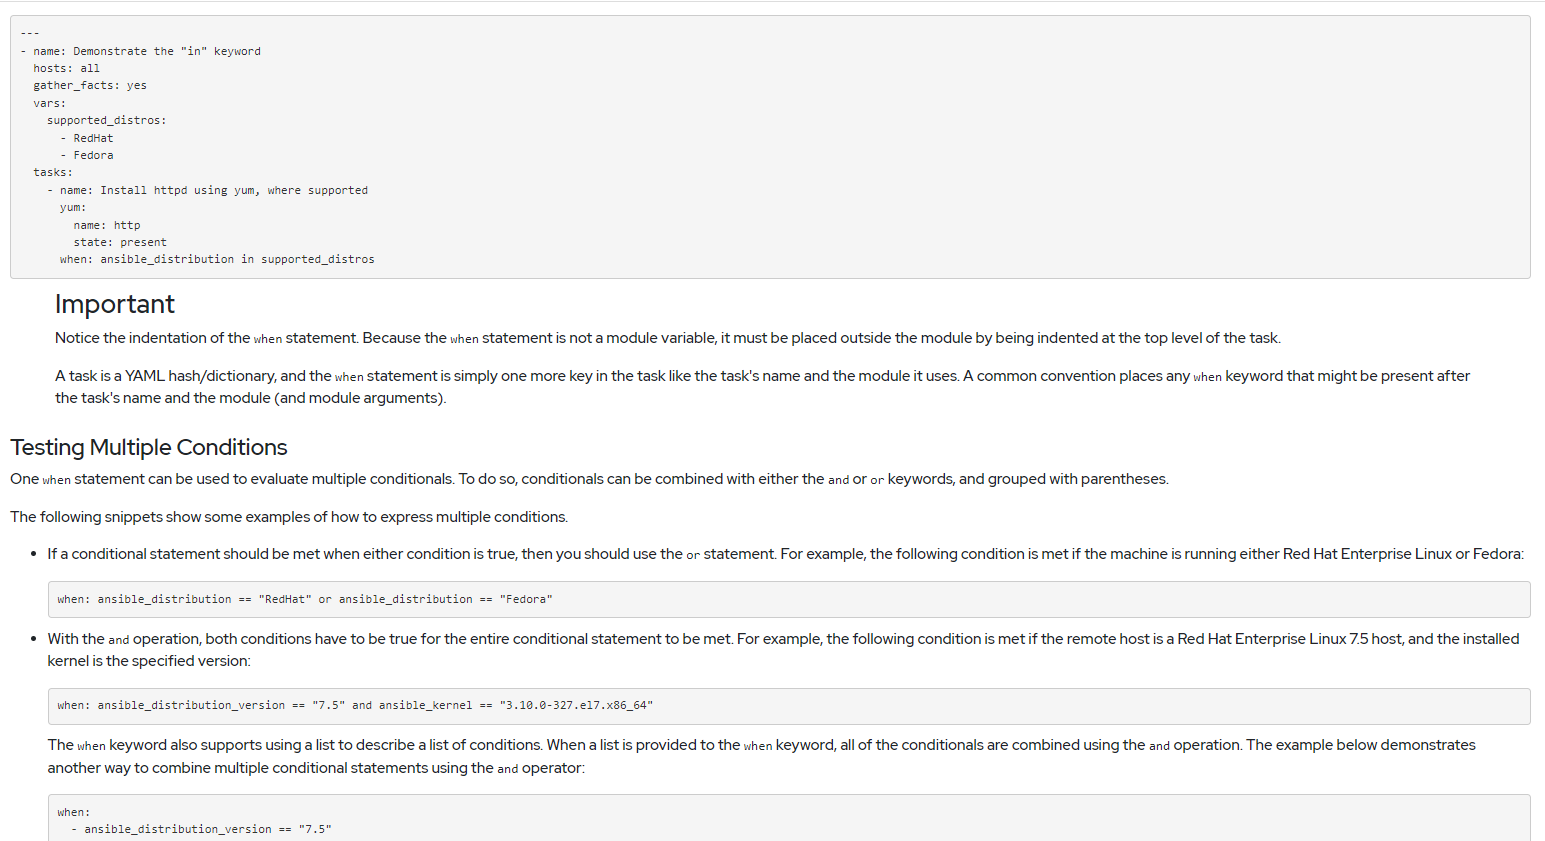 ---
- name: Demonstrate the "in" keyword
  hosts: all
  gather_facts: yes
  vars:
    supported_distros:
      - RedHat
      - Fedora
  tasks:
    - name: Install httpd using yum, where supported
      yum:
        name: http
        state: present
      when: ansible_distribution in supported_distros
Important
Notice the indentation of the when statement. Because the when statement is not a module variable, it must be placed outside the module by being indented at the top level of the task.
A task is a YAML hash/dictionary, and the when statement is simply one more key in the task like the task's name and the module it uses. A common convention places any when keyword that might be present after
the task's name and the module (and module arguments).
Testing Multiple Conditions
One when statement can be used to evaluate multiple conditionals. To do so, conditionals can be combined with either the and or or keywords, and grouped with parentheses.
The following snippets show some examples of how to express multiple conditions.
• If a conditional statement should be met when either condition is true, then you should use the or statement. For example, the following condition is met if the machine is running either Red Hat Enterprise Linux or Fedora:
when: ansible_distribution == "RedHat" or ansible_distribution == "Fedora"
• With the and operation, both conditions have to be true for the entire conditional statement to be met. For example, the following condition is met if the remote host is a Red Hat Enterprise Linux 7.5 host, and the installed
kernel is the specified version:
when: ansible_distribution_version == "7.5" and ansible_kernel == "3.10.0-327.el7.x86_64"
The when keyword also supports using a list to describe a list of conditions. When a list is provided to the when keyword, all of the conditionals are combined using the and operation. The example below demonstrates
another way to combine multiple conditional statements using the and operator:
when:
  - ansible_distribution_version == "7.5"